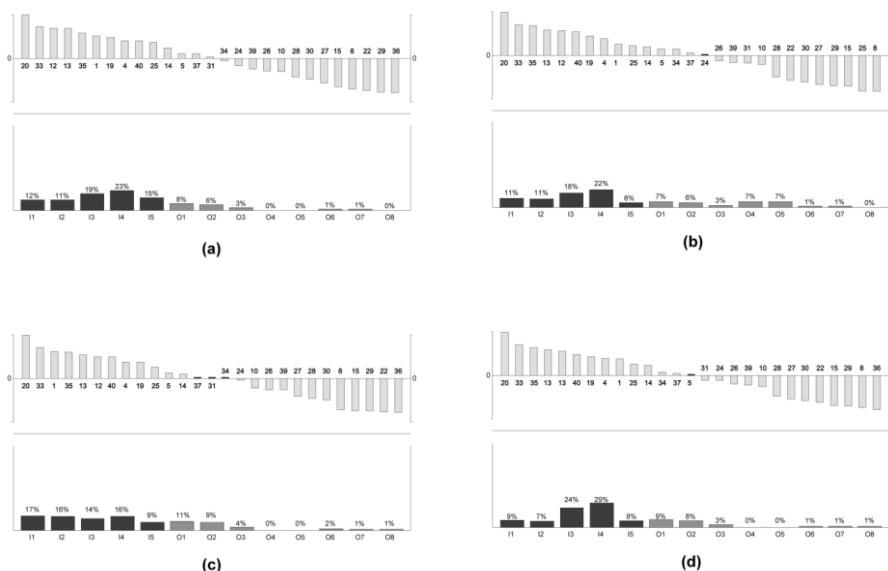 34 24 39 26 10 28 30 27 15 8 22 29 36
0 0
20 33 12 13 35 1 19 4 40 25 14 5 37 31
12% 11% 19% 23% 15% 8% 6% 3% 0% 0% 1% 1% 0%
I1 I2 I3 I4 I5 O1 O2 O3 O4 O5 O6 O7 O8
(a)
26 39 31 10 28 22 30 27 29 15 25 8
0 0
20 33 35 13 12 40 19 4 1 25 14 5 34 37 24
11% 11% 18% 22% 6% 7% 6% 3% 7% 7% 1% 1% 0%
I1 I2 I3 I4 I5 O1 O2 O3 O4 O5 O6 O7 O8
(b)
34 24 10 26 39 27 28 30 8 15 29 22 36
0 0
20 33 1 35 13 12 40 4 19 25 5 14 37 31
17% 16% 14% 16% 9% 11% 9% 4% 0% 0% 2% 1% 1%
I1 I2 I3 I4 I5 O1 O2 O3 O4 O5 O6 O7 O8
(c)
31 24 26 39 10 28 27 30 22 15 29 8 36
0 0
20 33 35 13 13 40 19 4 1 25 14 34 37 5
9% 7% 24% 29% 8% 9% 8% 3% 0% 0% 1% 1% 1%
I1 I2 I3 I4 I5 O1 O2 O3 O4 O5 O6 O7 O8
(d)